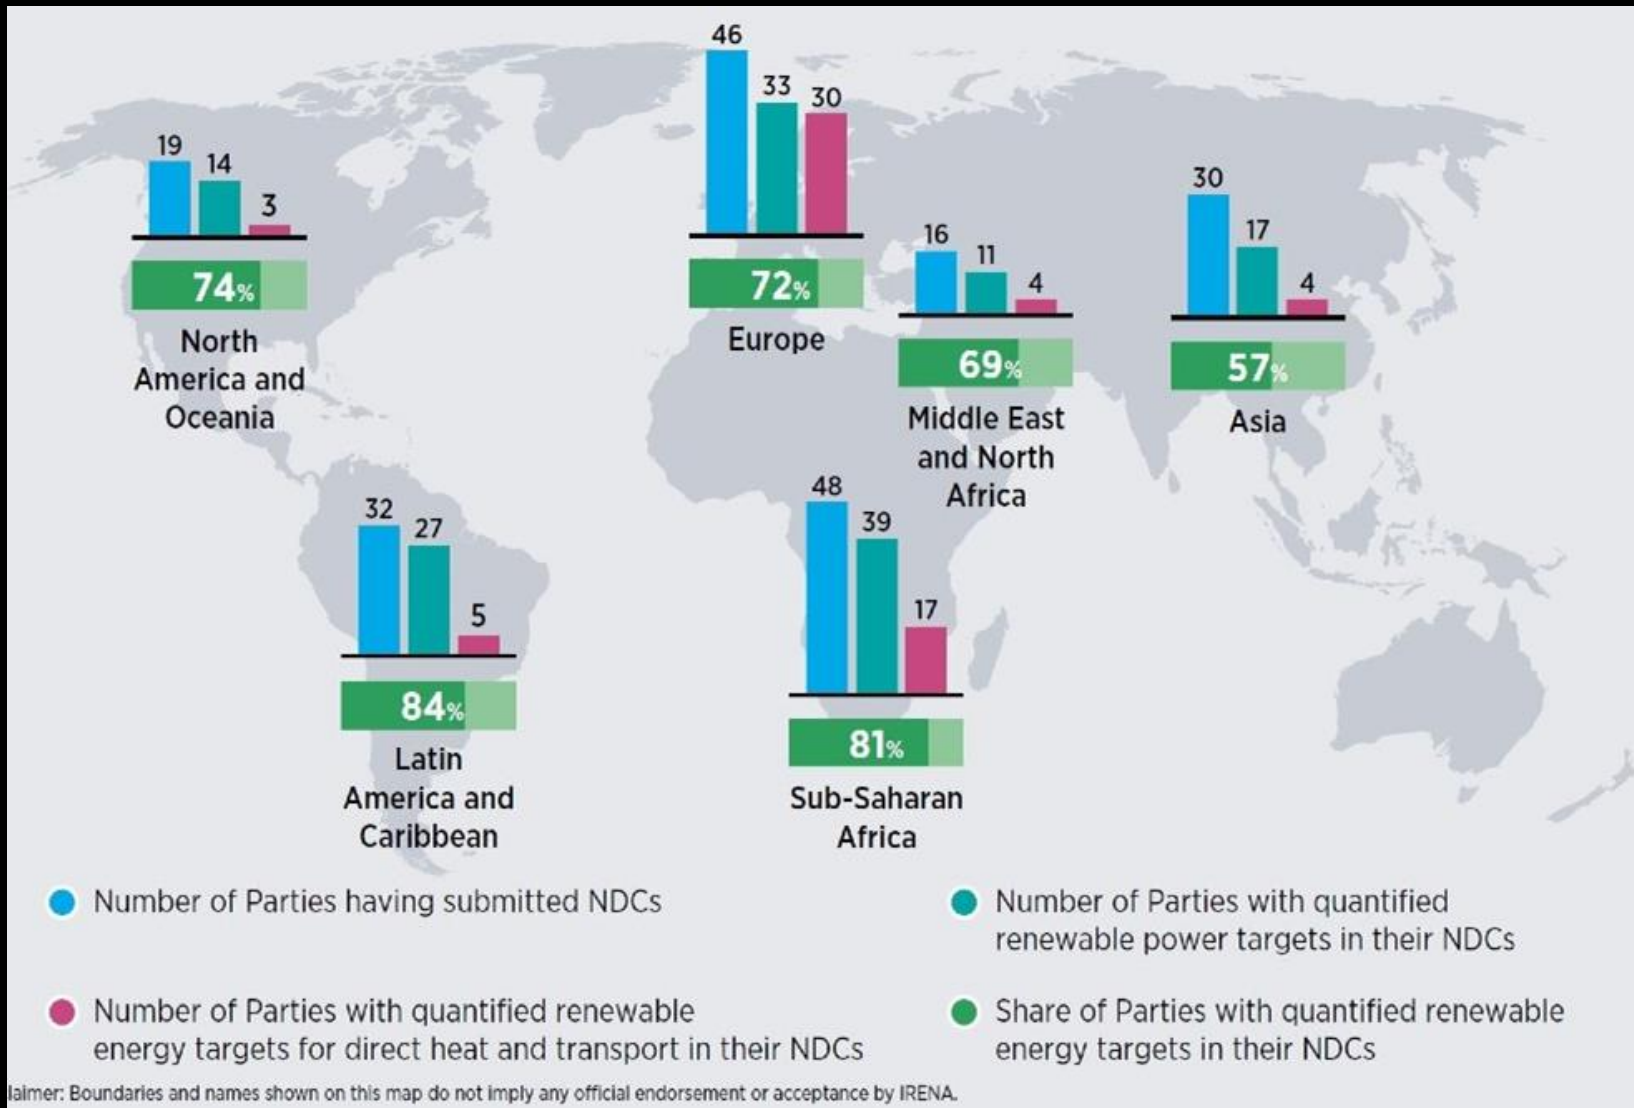 46
33
30
19
14
3
30
17
4
16
11
4
74%
72%
69%
57%
North
America and
Oceania
Europe
Middle East
and North
Africa
Asia
32
27
5
48
39
17
84%
81%
Latin
America and
Caribbean
Sub-Saharan
Africa
Number of Parties having submitted NDCs
Number of Parties with quantified
renewable power targets in their NDCs
Number of Parties with quantified renewable
energy targets for direct heat and transport in their NDCs
Share of Parties with quantified renewable
energy targets in their NDCs
laimer: Boundaries and names shown on this map do not imply any official endorsement or acceptance by IRENA.